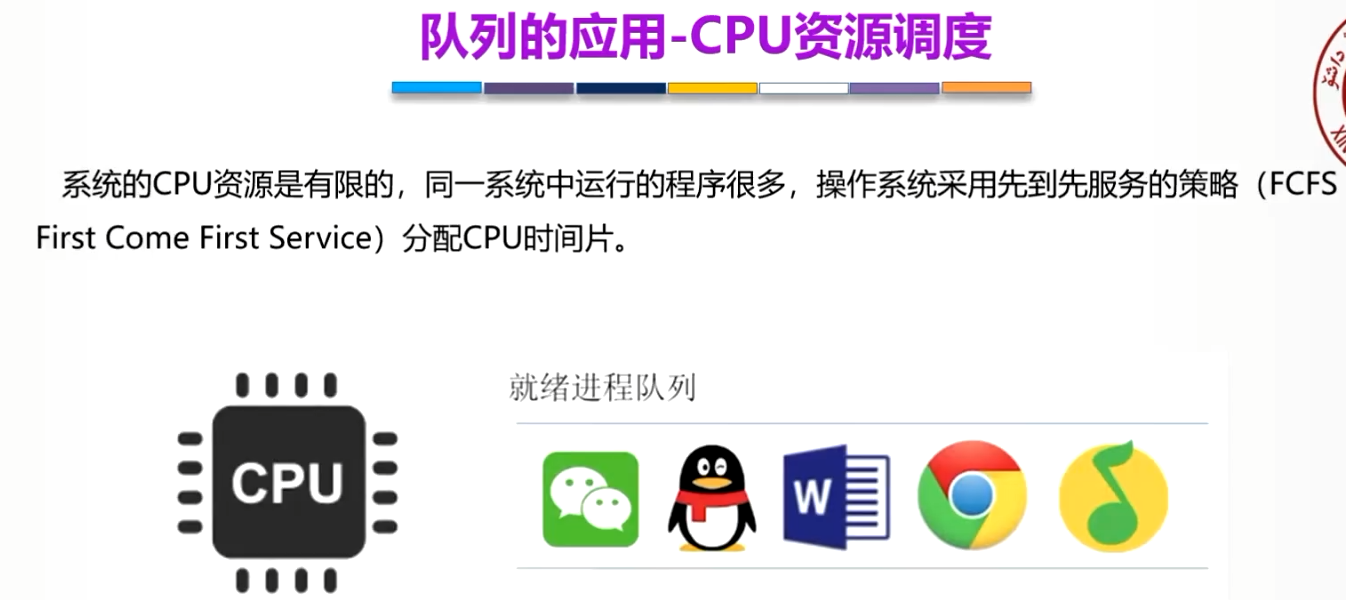 队列的应用-CPU资源调度
系统的CPU资源是有限的，同一系统中运行的程序很多，操作系统采用先到先服务的策略（FCFS
First Come First Service）分配CPU时间片。
就绪进程队列
CPU
W